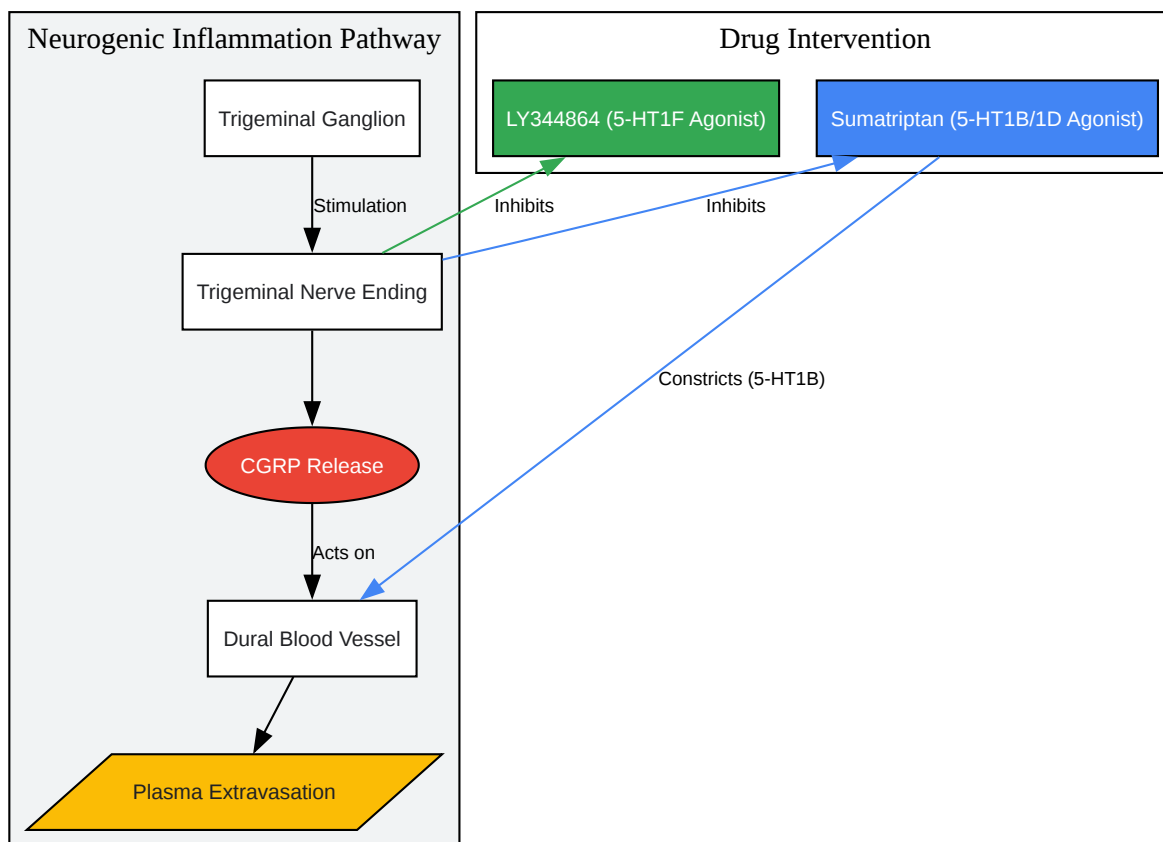 Neurogenic Inflammation Pathway
Drug Intervention
Trigeminal Ganglion
LY344864 (5-HT1F Agonist)
Sumatriptan (5-HT1B/1D Agonist)
Stimulation
Inhibits
Inhibits
Trigeminal Nerve Ending
Constricts (5-HT1B)
CGRP Release
Acts on
Dural Blood Vessel
Plasma Extravasation